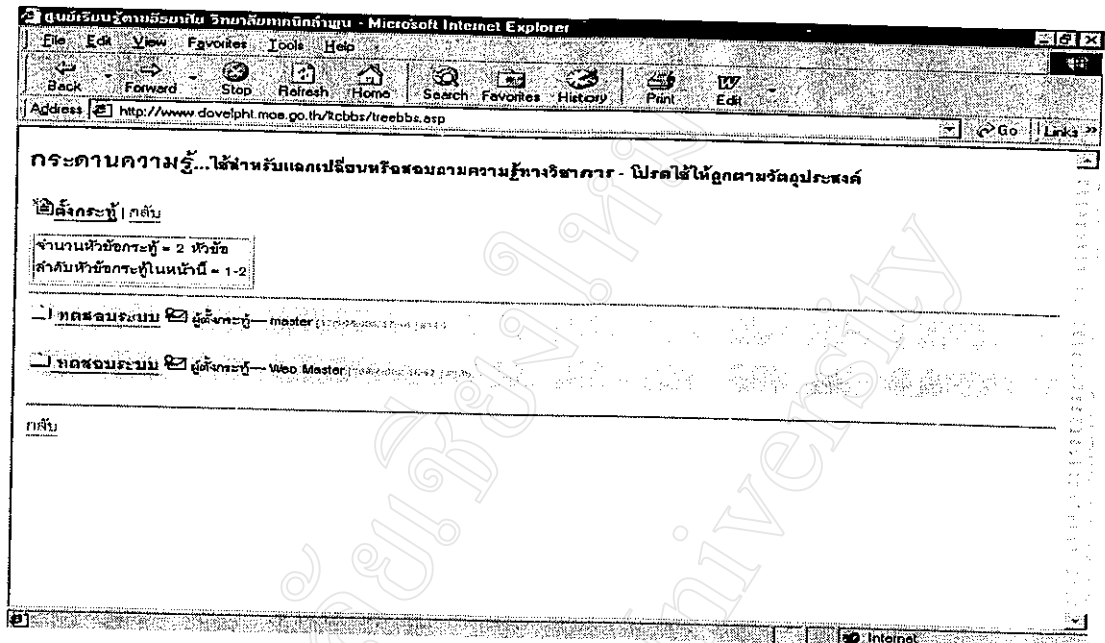 ศูนย์เรียนรู้ตามอัธยาศัย วิทยาลัยเทคนิคลำพูน - Microsoft Internet Explorer
File Edit View Favorites Tools Help
Back Forward Stop Refresh Home Search Favorites History Print Edit
Address http://www.dovelpht.moe.go.th/ltcbbs/treebbs.asp Go Links »
กระดานความรู้...ใช้สำหรับแลกเปลี่ยนหรือสอบถามความรู้ทางวิชาการ - โปรดใช้ให้ถูกตามวัตถุประสงค์
ตั้งกระทู้ | กลับ
จำนวนหัวข้อกระทู้ = 2 หัวข้อ
ลำดับหัวข้อกระทู้ในหน้านี้ = 1-2
ทดสอบระบบ ผู้ตั้งกระทู้--- master
ทดสอบระบบ ผู้ตั้งกระทู้--- Web Master
กลับ
Internet
University